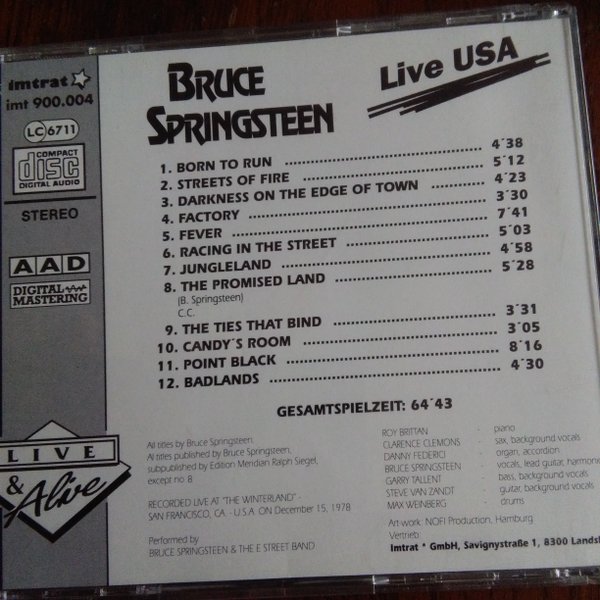 imtrat
imt 900.004
LC 6711
COMPACT
disc
DIGITAL AUDIO
STEREO
AAD
DIGITAL
MASTERING
LIVE
& Alive
BRUCE
SPRINGSTEEN
Live USA
1. BORN TO RUN 4´38
2. STREETS OF FIRE 5´12
3. DARKNESS ON THE EDGE OF TOWN 4´23
4. FACTORY 3´30
5. FEVER 7´41
6. RACING IN THE STREET 5´03
7. JUNGLELAND 4´58
8. THE PROMISED LAND 5´28
(B. Springsteen)
C.C.
9. THE TIES THAT BIND 3´31
10. CANDY´S ROOM 3´05
11. POINT BLACK 8´16
12. BADLANDS 4´30
GESAMTSPIELZEIT: 64´43
All titles by Bruce Springsteen,
Al titles published by Bruce Springsteen,
subpublished by Edition Meridian Ralph Siegel,
except no. 8
RECORDED LIVE AT "THE WINTERLAND" -
SAN FRANCISCO, CA. - U.S.A. ON December 15, 1978
Performed by
BRUCE SPRINGSTEEN & THE E STREET BAND
ROY BRITTAN - piano
CLARENCE CLEMONS - sax, background vocals
DANNY FEDERICI - organ, accordion
BRUCE SPRINGSTEEN - vocals, lead guitar, harmonic
GARRY TALLENT - bass, background vocals
STEVE VAN ZANDT - guitar, background vocals
MAX WEINBERG - drums
Art-work: NOFI Production, Hamburg
Vertrieb:
Imtrat * GmbH, Savignystraße 1, 8300 Landsh